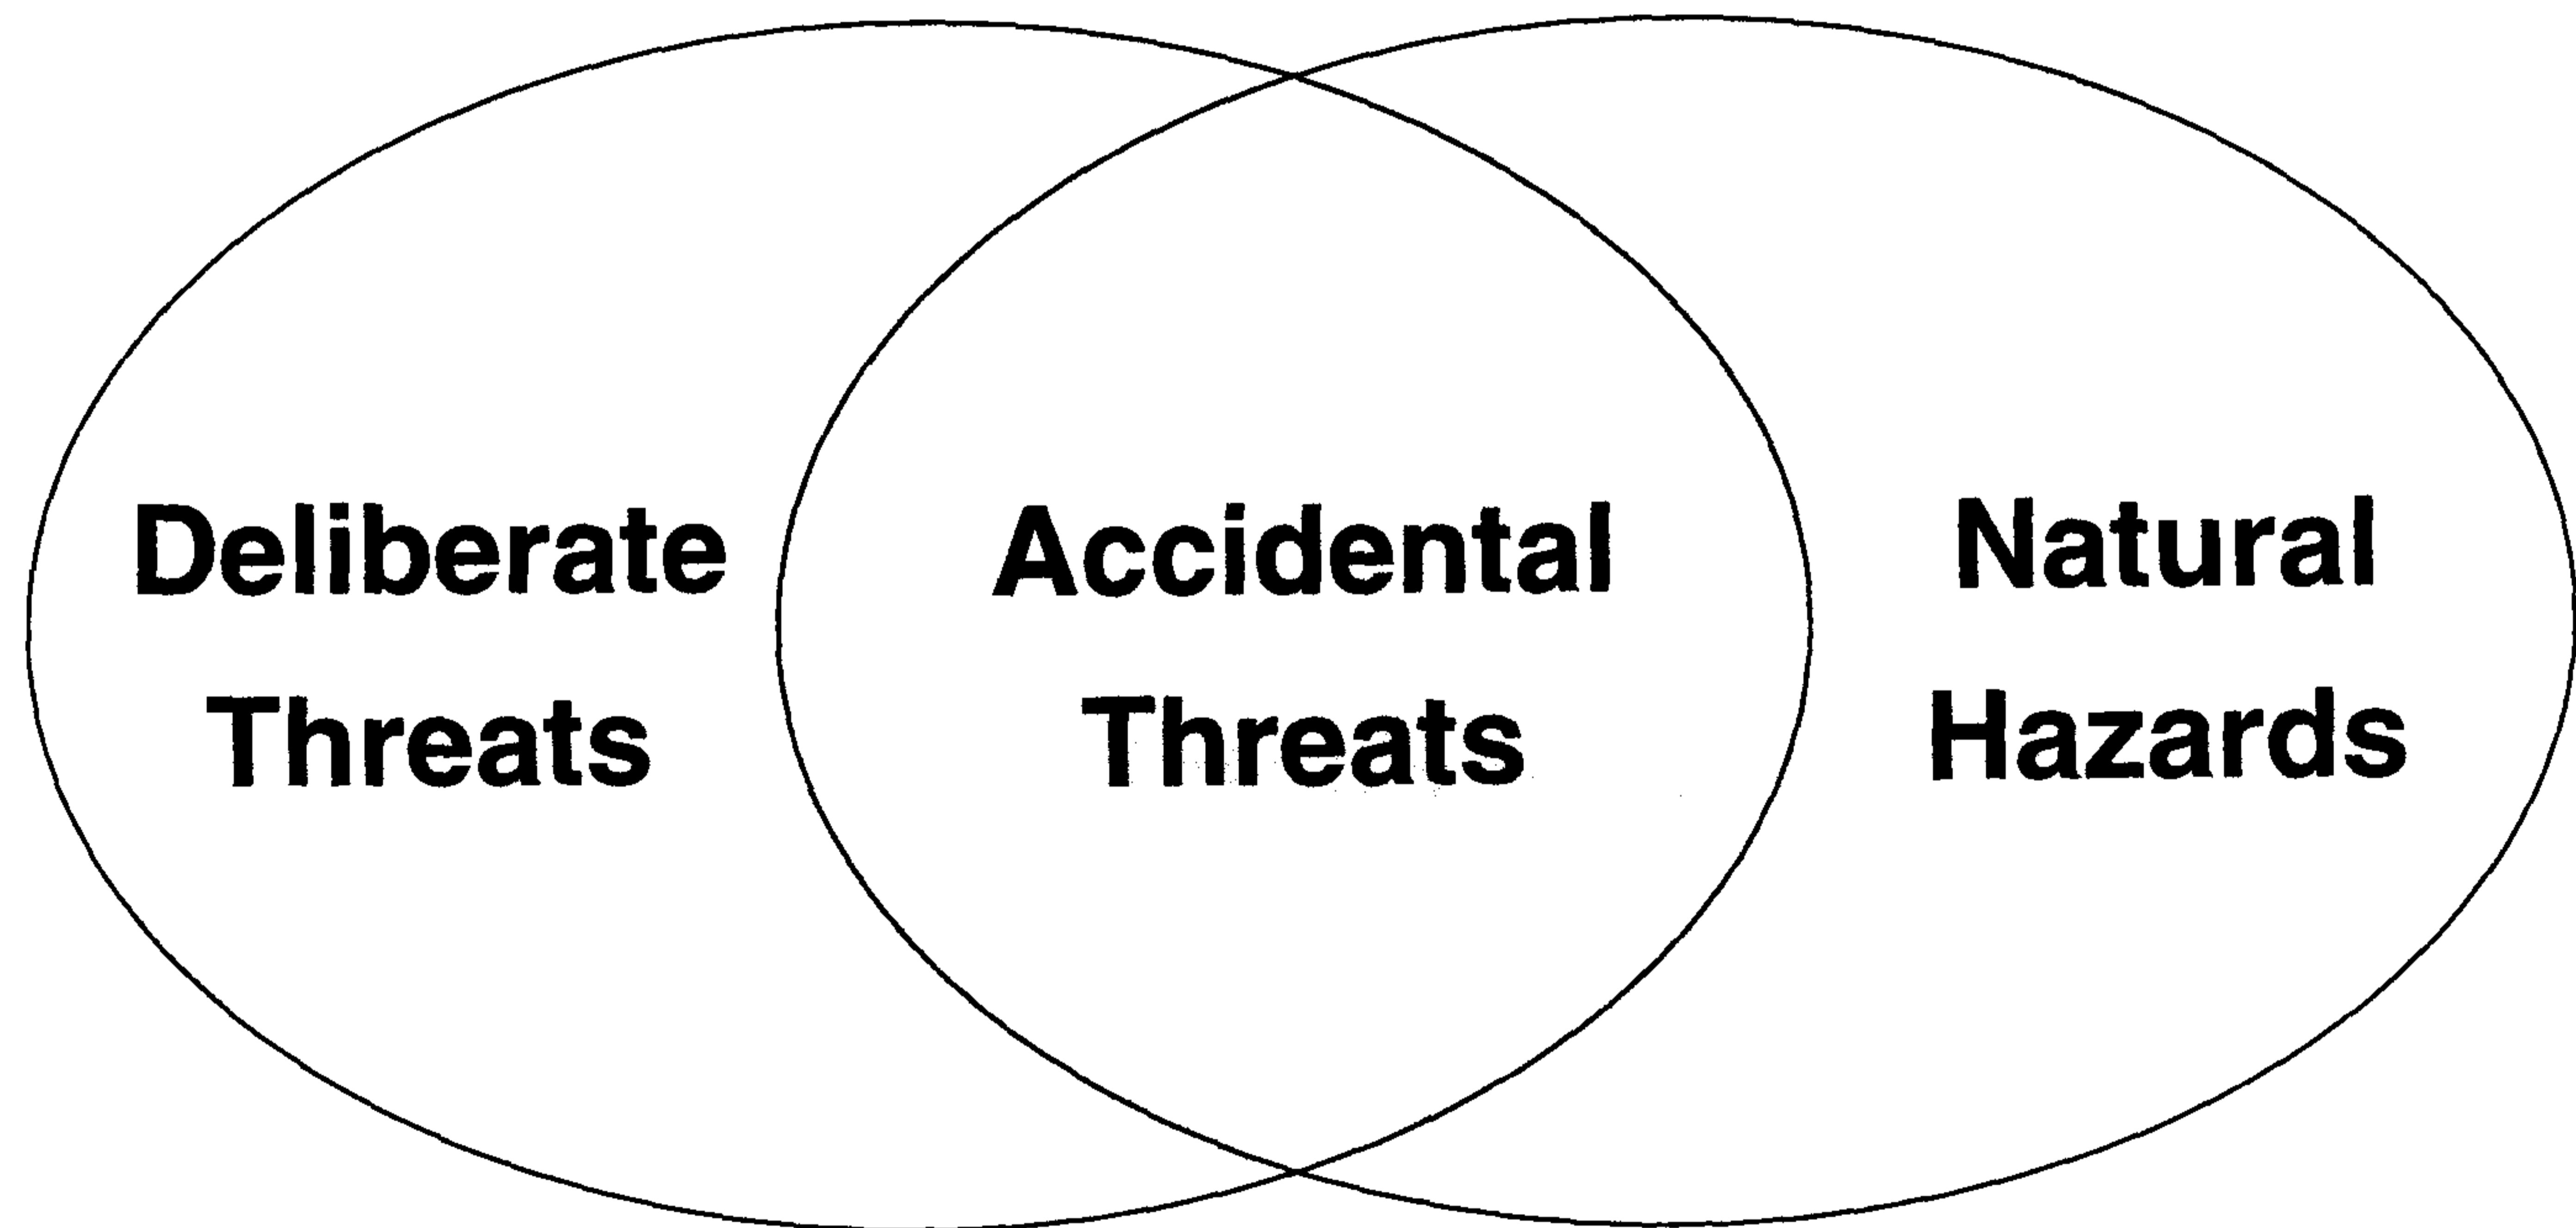 Deliberate
Threats
Accidental
Threats
Natural
Hazards